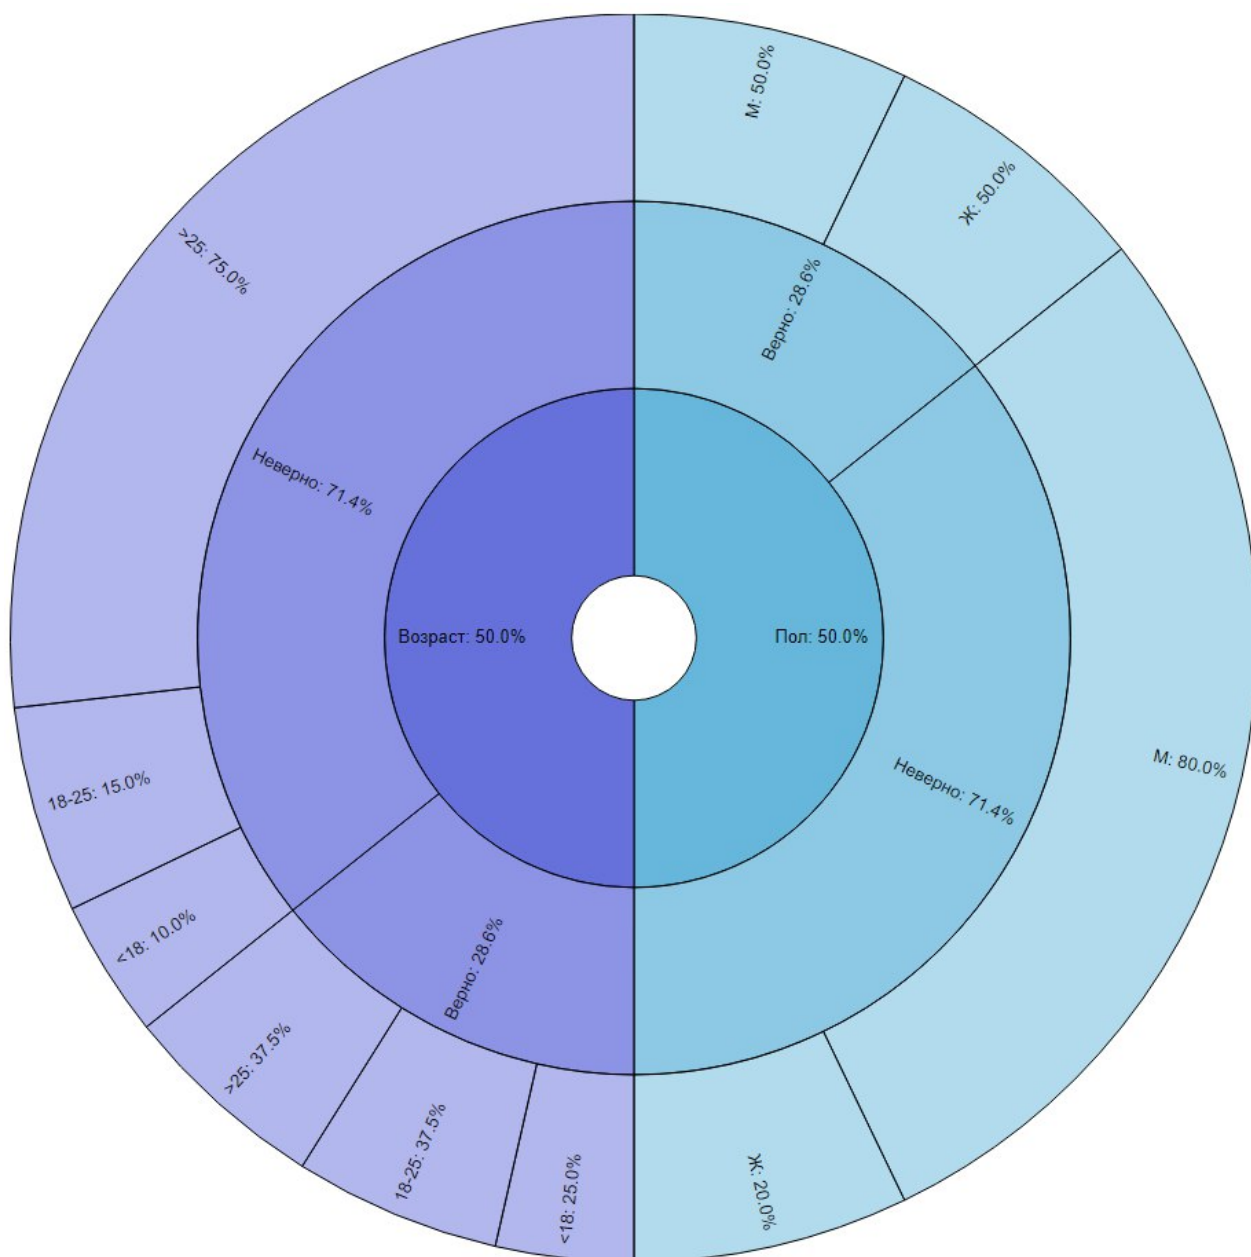 М: 50.0%
Ж: 50.0%
Верно: 28.6%
>25: 75.0%
Неверно: 71.4%
Возраст: 50.0%
Пол: 50.0%
Неверно: 71.4%
М: 80.0%
18-25: 15.0%
<18: 10.0%
Верно: 28.6%
>25: 37.5%
18-25: 37.5%
<18: 25.0%
Ж: 20.0%